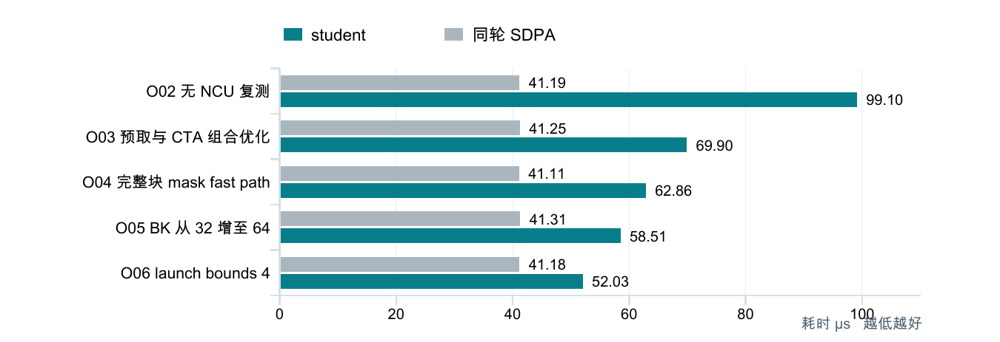 student
同轮 SDPA
O02 无 NCU 复测
41.19
99.10
O03 预取与 CTA 组合优化
41.25
69.90
O04 完整块 mask fast path
41.11
62.86
O05 BK 从 32 增至 64
41.31
58.51
O06 launch bounds 4
41.18
52.03
0 20 40 60 80 100
耗时 μs 越低越好